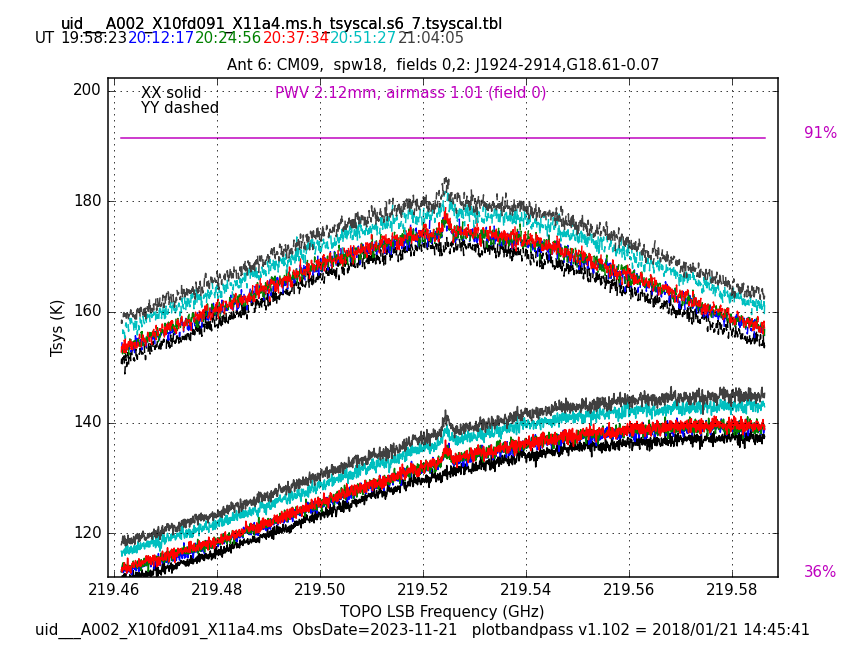 uid___A002_X10fd091_X11a4.ms.h_tsyscal.s6_7.tsyscal.tbl
UT 19:58:23 20:12:17 20:24:56 20:37:34 20:51:27 21:04:05
Ant 6: CM09,  spw18,  fields 0,2: J1924-2914,G18.61-0.07
XX solid
YY dashed
PWV 2.12mm, airmass 1.01 (field 0)
91%
36%
200
180
160
140
120
Tsys (K)
219.46 219.48 219.50 219.52 219.54 219.56 219.58
TOPO LSB Frequency (GHz)
uid___A002_X10fd091_X11a4.ms  ObsDate=2023-11-21   plotbandpass v1.102 = 2018/01/21 14:45:41